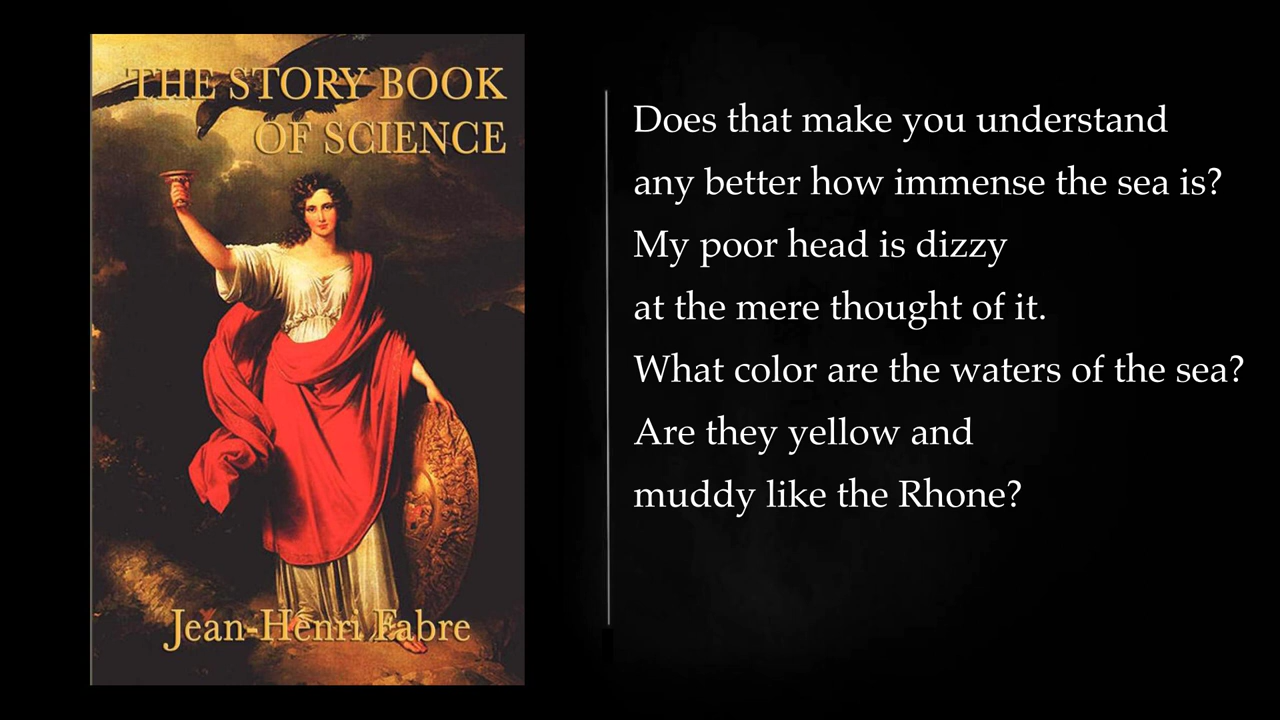 THE STORY BOOK
OF SCIENCE
Jean-Henri Fabre
Does that make you understand
any better how immense the sea is?
My poor head is dizzy
at the mere thought of it.
What color are the waters of the sea?
Are they yellow and
muddy like the Rhone?